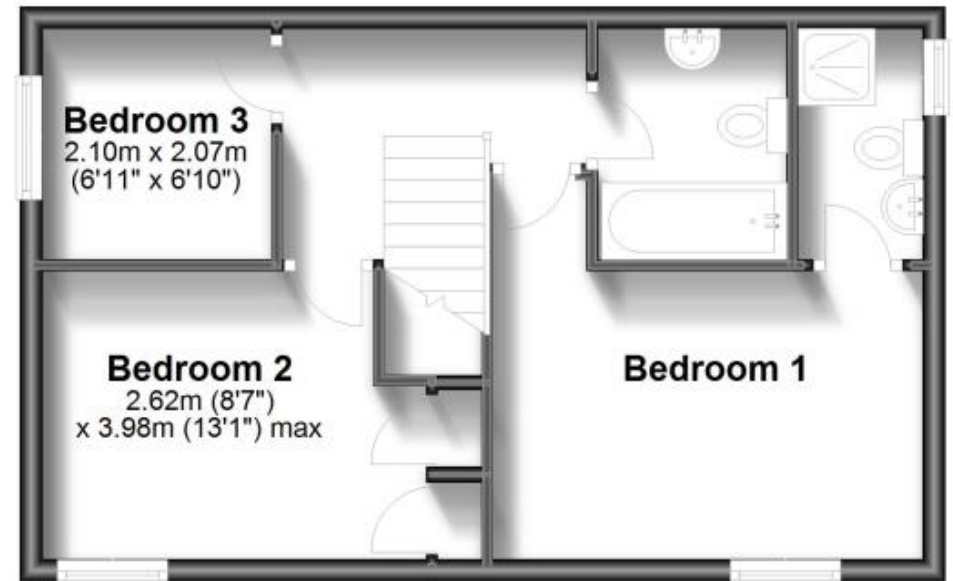 Bedroom 3
2.10m x 2.07m
(6'11" x 6'10")
Bedroom 2
2.62m (8'7")
x 3.98m (13'1") max
Bedroom 1